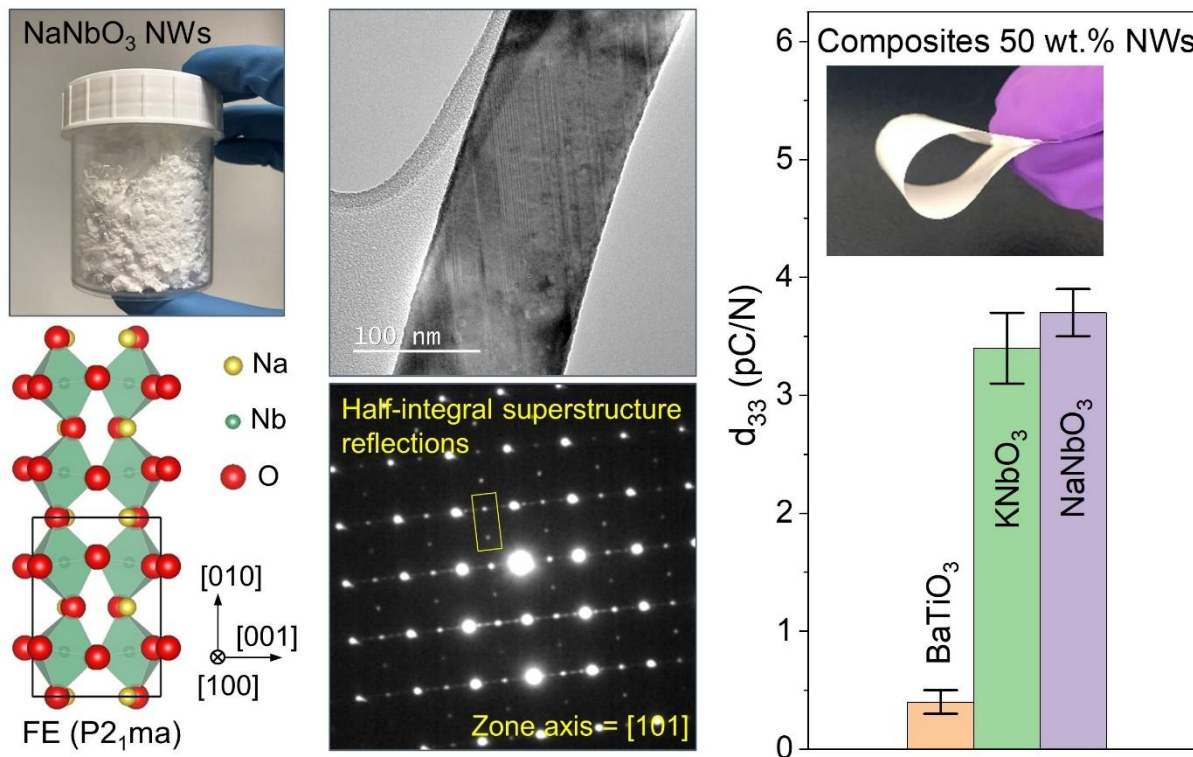 NaNbO₃ NWs
Na
Nb
O
[010]
[001]
[100]
FE (P2₁ma)
100 nm
Half-integral superstructure
reflections
Zone axis = [101]
Composites 50 wt.% NWs
d₃₃ (pC/N)
6
5
4
3
2
1
0
BaTiO₃
KNbO₃
NaNbO₃